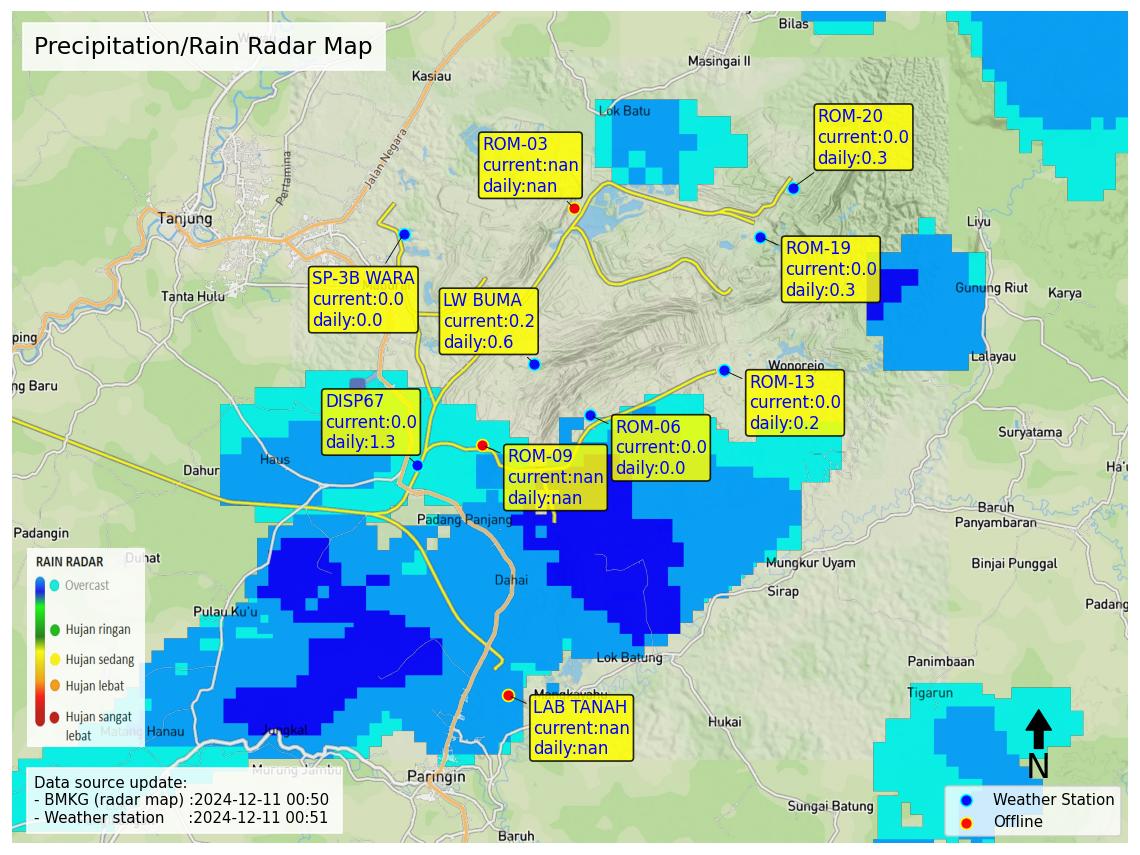 Precipitation/Rain Radar Map
Bilas
Masingai II
Kasiau
Lok Batu
Jalan Negara
Pertamina
Tanjung
ROM-20
current:0.0
daily:0.3
ROM-03
current:nan
daily:nan
Liyu
ROM-19
current:0.0
daily:0.3
SP-3B WARA
current:0.0
daily:0.0
Tanta Hulu
LW BUMA
current:0.2
daily:0.6
Gunung Riut
Karya
ping
Lalayau
Wonorejo
ng Baru
ROM-13
current:0.0
daily:0.2
DISP67
current:0.0
daily:1.3
ROM-06
current:0.0
daily:0.0
Suryatama
Haus
Dahur
ROM-09
current:nan
daily:nan
Ha'u
Baruh
Panyambaran
Padang Panjang
Padangin
Duhat
Mungkur Uyam
Binjai Punggal
Dahai
Sirap
Padang
Pulau Ku'u
RAIN RADAR
Overcast
Hujan ringan
Hujan sedang
Hujan lebat
Hujan sangat
lebat
Lok Batung
Panimbaan
Tigarun
Mangkayahu
LAB TANAH
current:nan
daily:nan
Hukai
Matang Hanau
Jungkal
Murung Jambu
Paringin
N
Sungai Batung
Baruh
Data source update:
- BMKG (radar map) :2024-12-11 00:50
- Weather station :2024-12-11 00:51
Weather Station
Offline